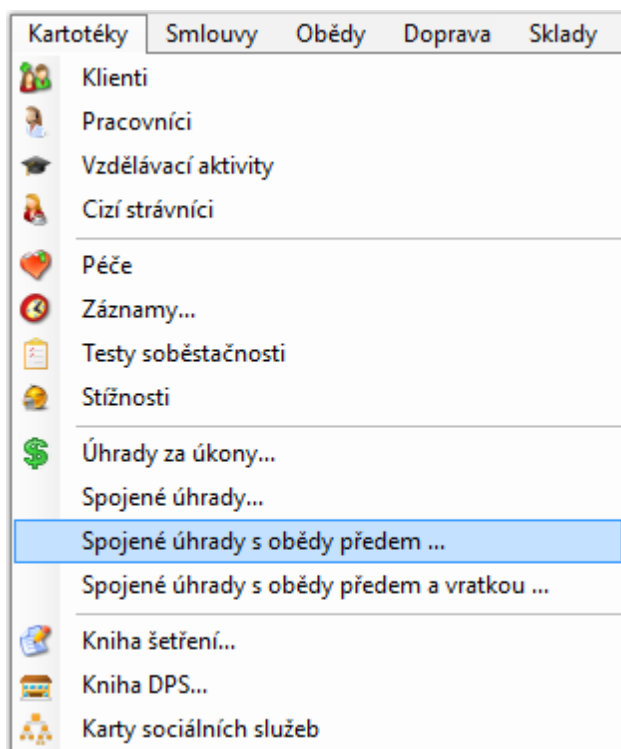 Kartotéky Smlouvy Obědy Doprava Sklady
Klienti
Pracovníci
Vzdělávací aktivity
Cizí strávníci
Péče
Záznamy...
Testy soběstačnosti
Stížnosti
Úhrady za úkony...
Spojené úhrady...
Spojené úhrady s obědy předem ...
Spojené úhrady s obědy předem a vratkou ...
Kniha šetření...
Kniha DPS...
Karty sociálních služeb